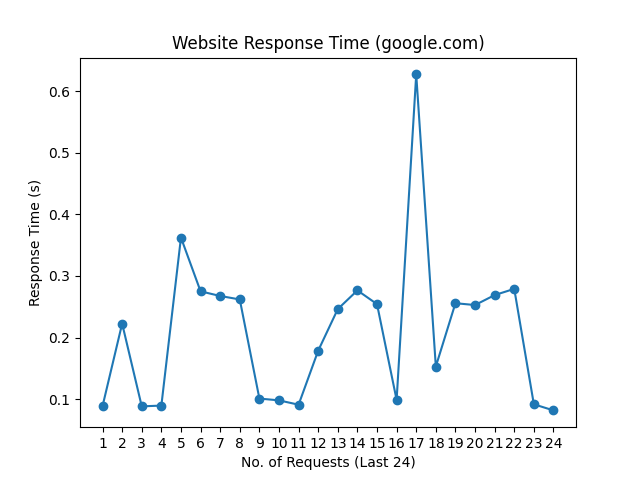 Website Response Time (google.com)
0.6
0.5
0.4
0.3
0.2
0.1
Response Time (s)
1 2 3 4 5 6 7 8 9 10 11 12 13 14 15 16 17 18 19 20 21 22 23 24
No. of Requests (Last 24)